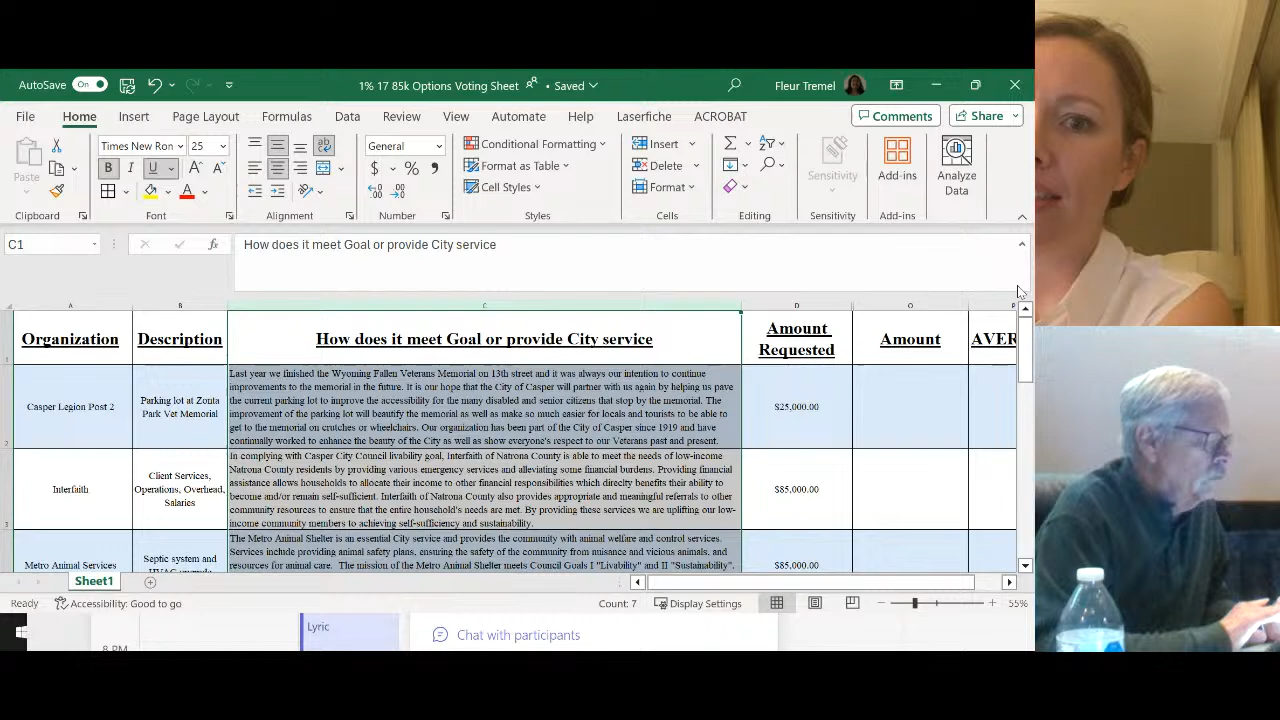 AutoSave On
1% 17 85k Options Voting Sheet • Saved
Fleur Tremel
File Home Insert Page Layout Formulas Data Review View Automate Help Laserfiche ACROBAT
Comments Share
Paste
Clipboard
Times New Ron 22
B I U
Font
Alignment
General
$ % 9
Number
Conditional Formatting
Format as Table
Cell Styles
Styles
Insert
Delete
Format
Cells
Editing
Sensitivity
Sensitivity
Add-ins
Add-ins
Analyze
Data
C1
fx
How does it meet Goal or provide City service
A B C D O
Organization
Description
How does it meet Goal or provide City service
Amount
Requested
Amount
AVER
1
Casper Legion Post 2
Parking lot at Zonta
Park Vet Memorial
Last year we finished the Wyoming Fallen Veterans Memorial on 13th street and it was always our intention to continue
improvements to the memorial in the future. It is our hope that the City of Casper will partner with us again by helping us pave
the current parking lot to improve the accessibility for the many disabled and senior citizens that stop by the memorial. The
improvement of the parking lot will beautify the memorial as well as make so much easier for locals and tourists to be able to
get to the memorial on crutches or wheelchairs. Our organization has been part of the City of Casper since 1919 and have
continually worked to enhance the beauty of the City as well as show everyone's respect to our Veterans past and present.
$25,000.00
2
Interfaith
Client Services,
Operations, Overhead,
Salaries
In complying with Casper City Council livability goal, Interfaith of Natrona County is able to meet the needs of low-income
Natrona County residents by providing various emergency services and alleviating some financial burdens. Providing financial
assistance allows households to allocate their income to other financial responsibilities which direclty benefits their ability to
become and/or remain self-sufficient. Interfaith of Natrona County also provides appropriate and meaningful referrals to other
community resources to ensure that the entire household's needs are met. By providing these services we are uplifting our low-
income community members to achieving self-sufficiency and sustainability.
$85,000.00
3
Metro Animal Services
Septic system and
The Metro Animal Shelter is an essential City service and provides the community with animal welfare and control services.
Services include providing animal safety plans, ensuring the safety of the community from nuisance and vicious animals, and
resources for animal care. The mission of the Metro Animal Shelter meets Council Goals I "Livability" and II "Sustainability".
$85,000.00
Sheet1
Ready Accessibility: Good to go
Count: 7
Display Settings
55%
8 PM
Lyric
Chat with participants